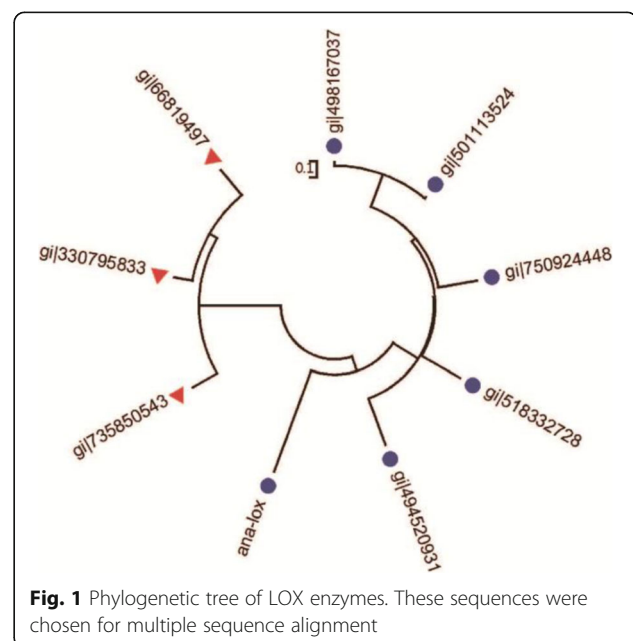 gi|498167037
gi|501113524
gi|66819497
0.1
gi|330795833
gi|750924448
gi|735850543
gi|518332728
ana-lox
gi|494520931
Fig. 1 Phylogenetic tree of LOX enzymes. These sequences were
chosen for multiple sequence alignment